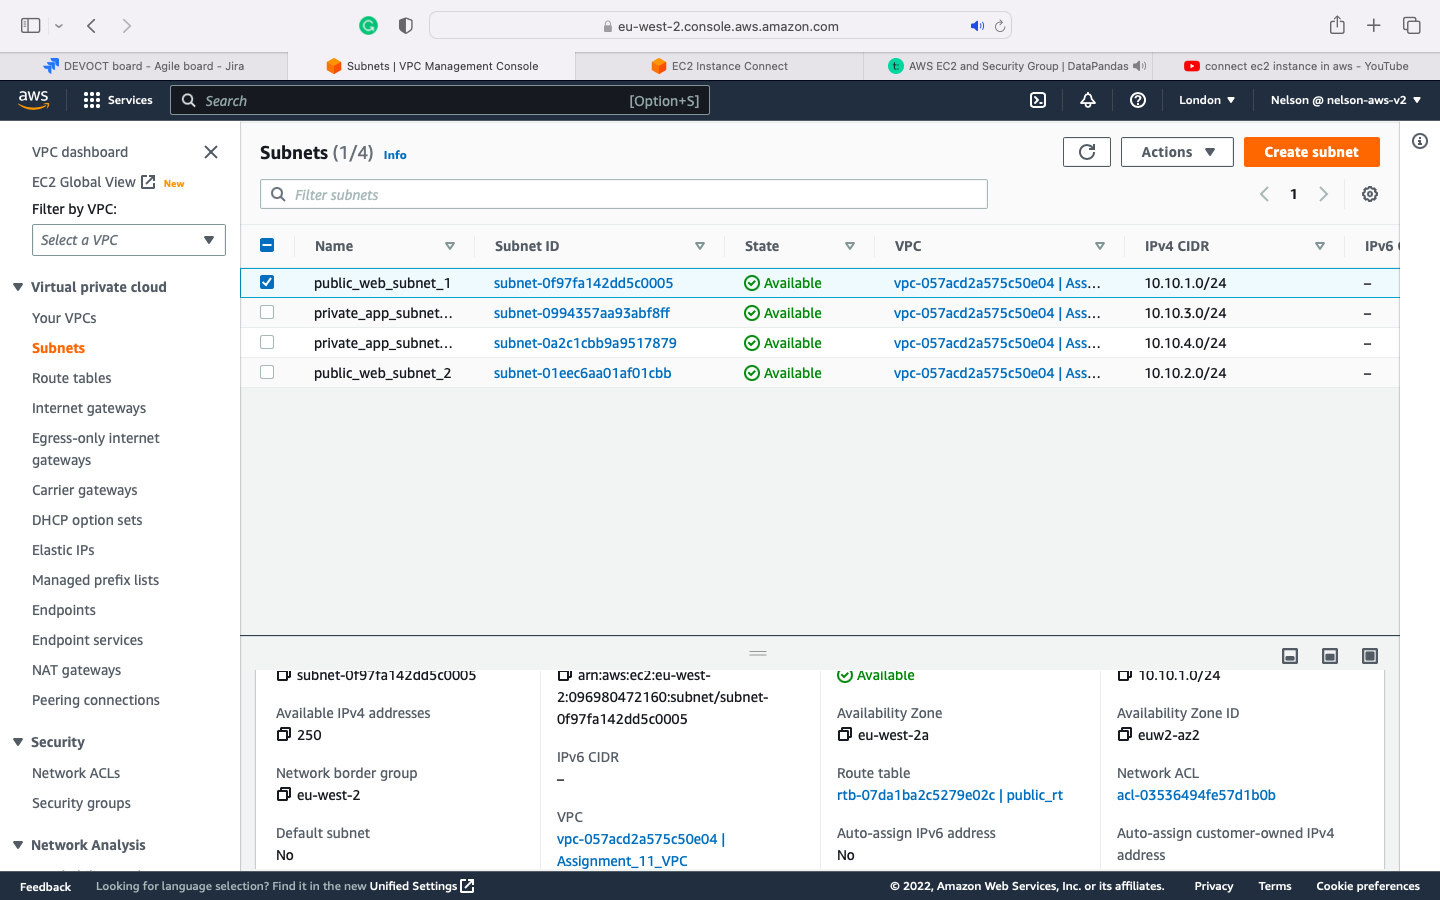 eu-west-2.console.aws.amazon.com
DEVOCT board - Agile board - Jira
Subnets | VPC Management Console
EC2 Instance Connect
AWS EC2 and Security Group | DataPandas
connect ec2 instance in aws - YouTube
aws
Services
Search
[Option+S]
London
Nelson @ nelson-aws-v2
VPC dashboard
EC2 Global View New
Filter by VPC:
Select a VPC
Virtual private cloud
Your VPCs
Subnets
Route tables
Internet gateways
Egress-only internet
gateways
Carrier gateways
DHCP option sets
Elastic IPs
Managed prefix lists
Endpoints
Endpoint services
NAT gateways
Peering connections
Security
Network ACLs
Security groups
Network Analysis
Subnets (1/4) Info
Actions
Create subnet
Filter subnets
1
Name Subnet ID State VPC IPv4 CIDR IPv6
public_web_subnet_1 subnet-0f97fa142dd5c0005 Available vpc-057acd2a575c50e04 | Ass... 10.10.1.0/24 –
private_app_subnet... subnet-0994357aa93abf8ff Available vpc-057acd2a575c50e04 | Ass... 10.10.3.0/24 –
private_app_subnet... subnet-0a2c1cbb9a9517879 Available vpc-057acd2a575c50e04 | Ass... 10.10.4.0/24 –
public_web_subnet_2 subnet-01eec6aa01af01cbb Available vpc-057acd2a575c50e04 | Ass... 10.10.2.0/24 –
subnet-0f97fa142dd5c0005
Available IPv4 addresses
250
Network border group
eu-west-2
Default subnet
No
arn:aws:ec2:eu-west-
2:096980472160:subnet/subnet-
0f97fa142dd5c0005
IPv6 CIDR
–
VPC
vpc-057acd2a575c50e04 |
Assignment_11_VPC
Available
Availability Zone
eu-west-2a
Route table
rtb-07da1ba2c5279e02c | public_rt
Auto-assign IPv6 address
No
10.10.1.0/24
Availability Zone ID
euw2-az2
Network ACL
acl-03536494fe57d1b0b
Auto-assign customer-owned IPv4
address
Feedback
Looking for language selection? Find it in the new Unified Settings
© 2022, Amazon Web Services, Inc. or its affiliates.
Privacy
Terms
Cookie preferences